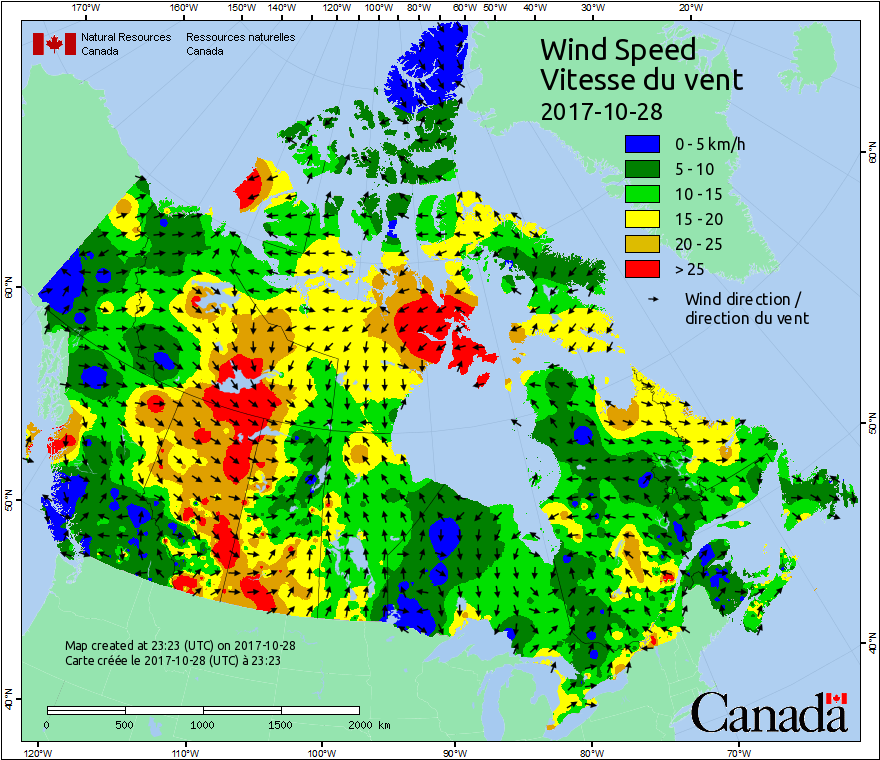 170°W 160°W 150°W 140°W 120°W 100°W 80°W 60°W 50°W 40°W 30°W 20°W
Natural Resources Ressources naturelles
Canada Canada
Wind Speed
Vitesse du vent
2017-10-28
0 - 5 km/h
5 - 10
10 - 15
15 - 20
20 - 25
> 25
Wind direction /
direction du vent
60°N
60°N
50°N
50°N
40°N
40°N
Map created at 23:23 (UTC) on 2017-10-28
Carte créée le 2017-10-28 (UTC) à 23:23
0 500 1000 1500 2000 km
Canada
120°W 110°W 100°W 90°W 80°W 70°W